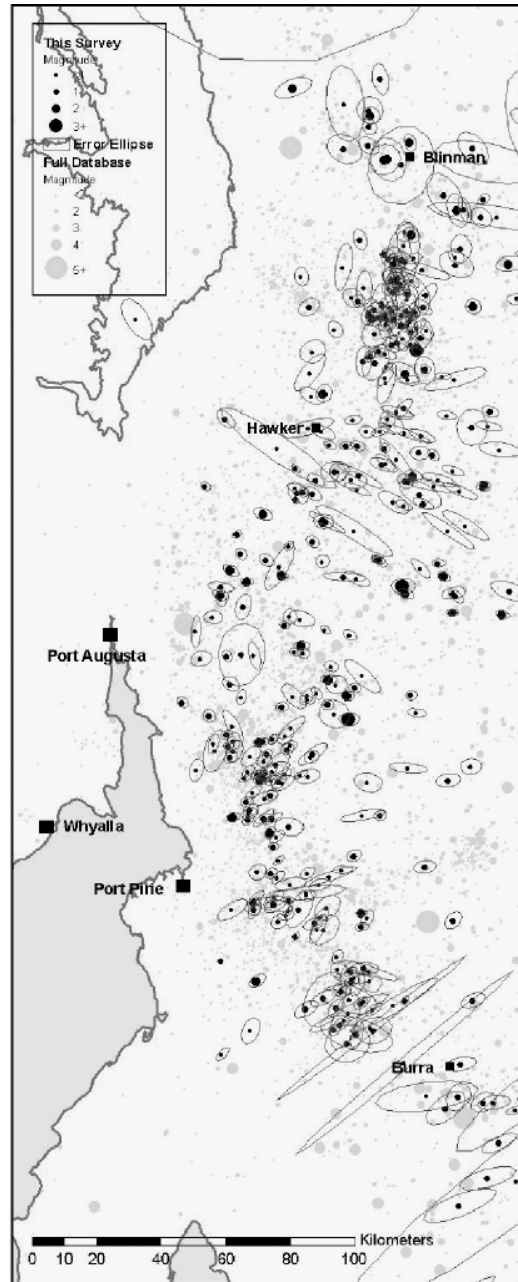 This Survey
Magnitude
1
2
3+
Error Ellipse
Full Database
Magnitude
<2
2
3
4
5+
Blinman
Hawker
Port Augusta
Whyalla
Port Pirie
Burra
Kilometers
0 10 20 40 60 80 100